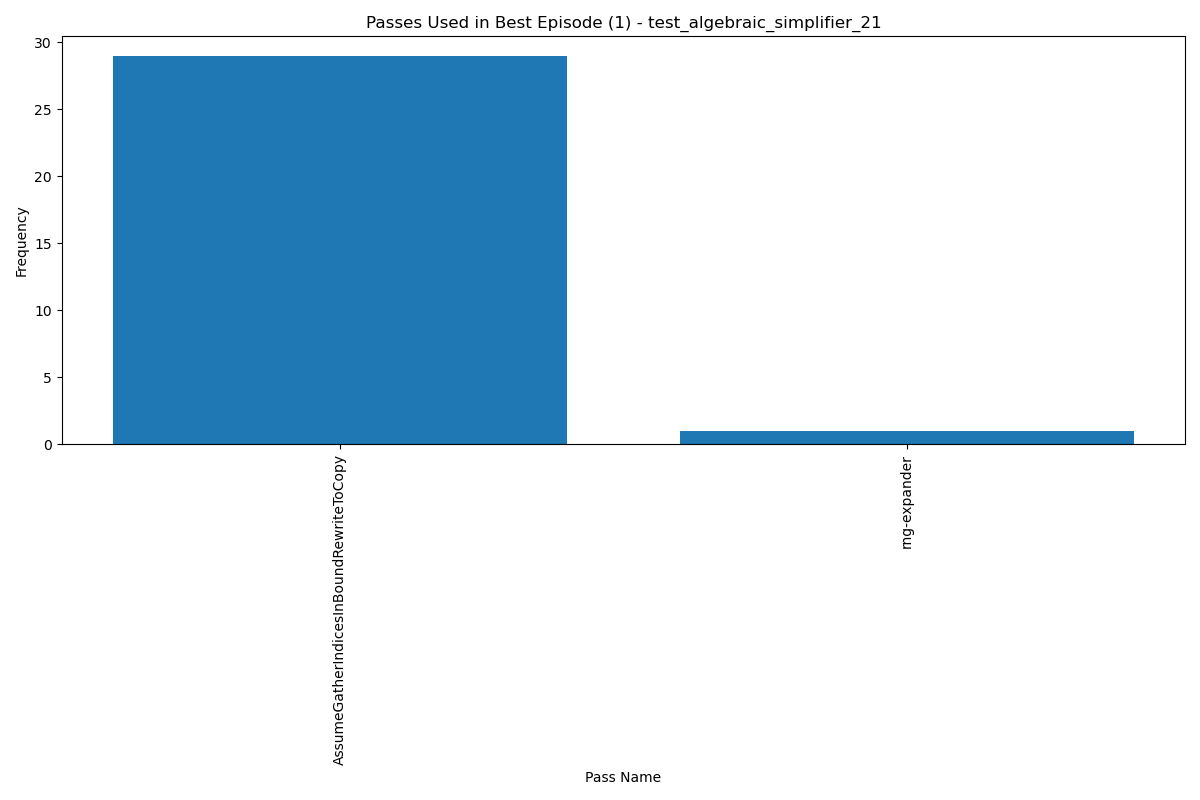 Passes Used in Best Episode (1) - test_algebraic_simplifier_21
Frequency
30
25
20
15
10
5
0
AssumeGatherIndicesInBoundRewriteToCopy
rng-expander
Pass Name